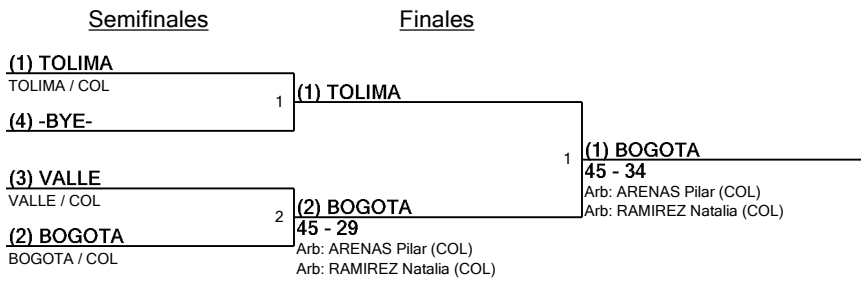 Semifinales
Finales
(1) TOLIMA
TOLIMA / COL
(4) -BYE-
1
(1) TOLIMA
(3) VALLE
VALLE / COL
(2) BOGOTA
BOGOTA / COL
2
(2) BOGOTA
45 - 29
Arb: ARENAS Pilar (COL)
Arb: RAMIREZ Natalia (COL)
1
(1) BOGOTA
45 - 34
Arb: ARENAS Pilar (COL)
Arb: RAMIREZ Natalia (COL)